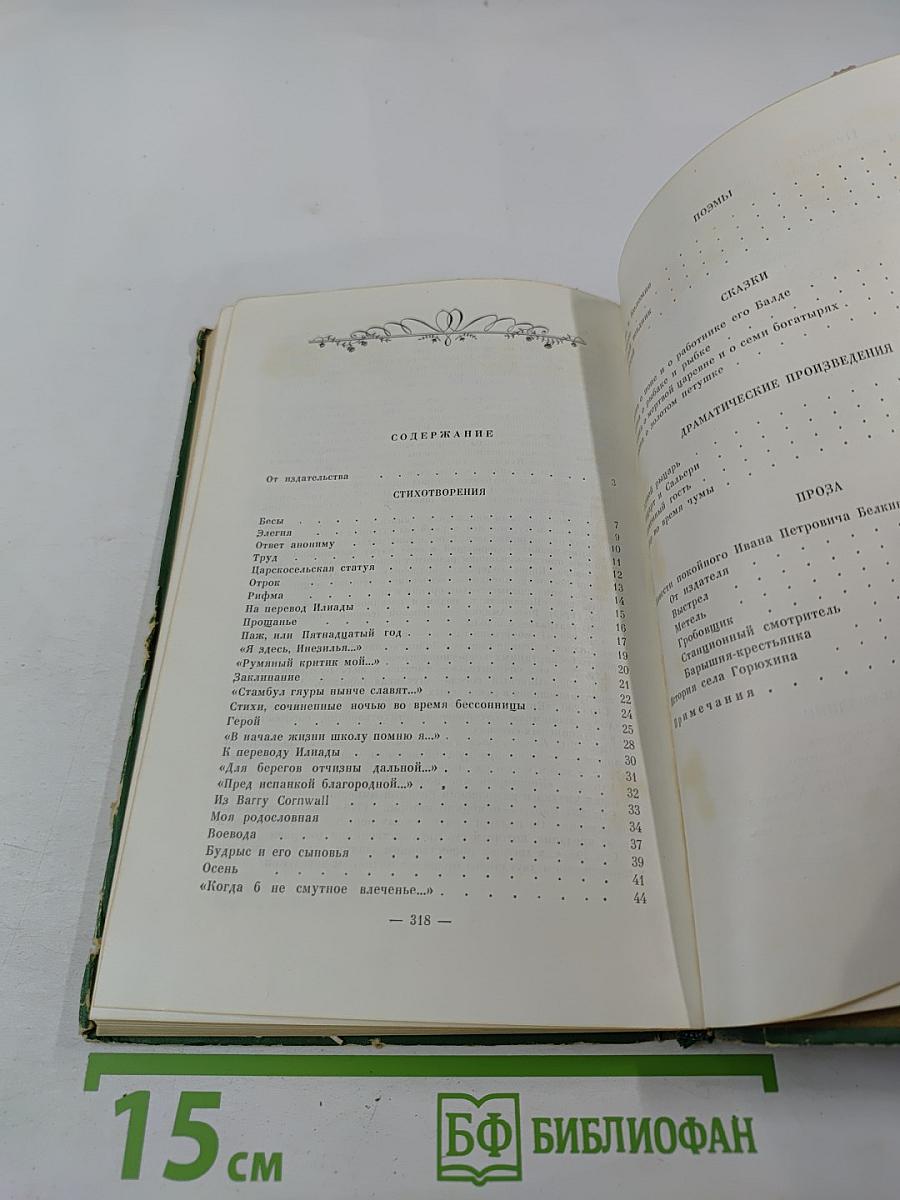 СОДЕРЖАНИЕ
От издательства . . . . . . . . . . 3
СТИХОТВОРЕНИЯ
Бесы . . . . . . . . . . 7
Элегия . . . . . . . . . . 9
Ответ анониму . . . . . . . . . . 10
Труд . . . . . . . . . . 11
Царскосельская статуя . . . . . . . . . . 12
Отрок . . . . . . . . . . 13
Рифма . . . . . . . . . . 14
На перевод Илиады . . . . . . . . . . 15
Прощанье . . . . . . . . . . 16
Паж, или Пятнадцатый год . . . . . . . . . . 17
«Я здесь, Инезилья...» . . . . . . . . . . 19
«Румяный критик мой...» . . . . . . . . . . 20
Заклинание . . . . . . . . . . 21
«Стамбул гяуры нынче славят...» . . . . . . . . . . 22
Стихи, сочиненные ночью во время бессонницы . . . . . 24
Герой . . . . . . . . . . 25
«В начале жизни школу помню я...» . . . . . . . . . . 28
К переводу Илиады . . . . . . . . . . 30
«Для берегов отчизны дальной...» . . . . . . . . . . 31
«Пред испанкой благородной...» . . . . . . . . . . 32
Из Barry Cornwall . . . . . . . . . . 33
Моя родословная . . . . . . . . . . 34
Воевода . . . . . . . . . . 37
Будрыс и его сыновья . . . . . . . . . . 39
Осень . . . . . . . . . . 41
«Когда б не смутное влеченье...» . . . . . . . . . . 44
— 318 —
ПОЭМЫ
СКАЗКИ
о попе и о работнике его Балде
о рыбаке и рыбке
о мертвой царевне и о семи богатырях
о золотом петушке
ДРАМАТИЧЕСКИЕ ПРОИЗВЕДЕНИЯ
рыцарь
и Сальери
гость
во время чумы
ПРОЗА
покойного Ивана Петровича
От издателя
Выстрел
Метель
Гробовщик
Станционный смотритель
Барышня-крестьянка
села Горюхина
Примечания
15 см
БФ БИБЛИОФАН